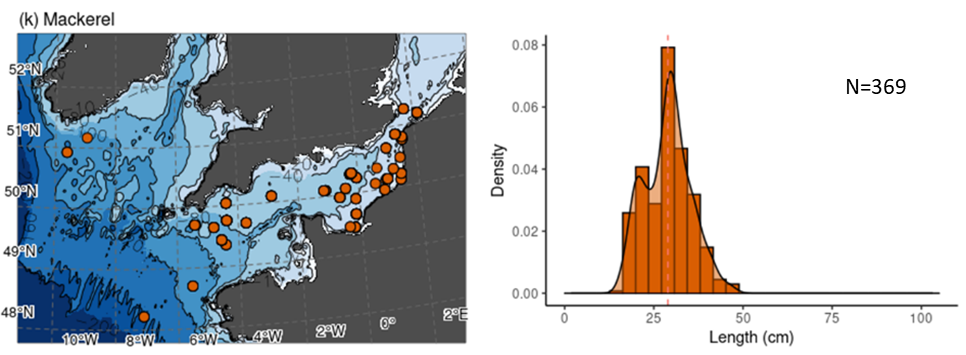 (k) Mackerel
52°N
51°N
50°N
49°N
48°N
10°W 8°W 6°W 4°W 2°W 0° 2°E
-40
0.08
0.06
0.04
0.02
0.00
Density
N=369
0 25 50 75 100
Length (cm)